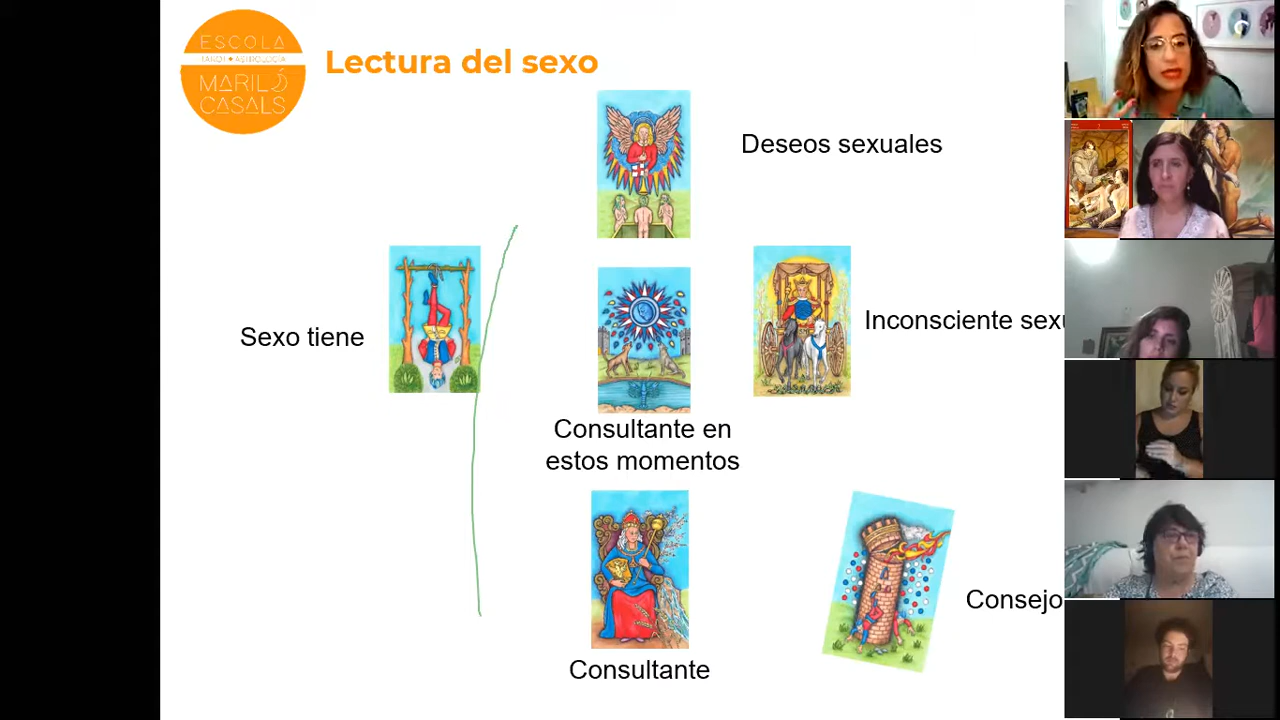 ESCOLA
TAROT • ASTROLOGÍA
MARILÓ
CASALS
Lectura del sexo
Deseos sexuales
Sexo tiene
Inconsciente sexu
Consultante en
estos momentos
Consejo
Consultante